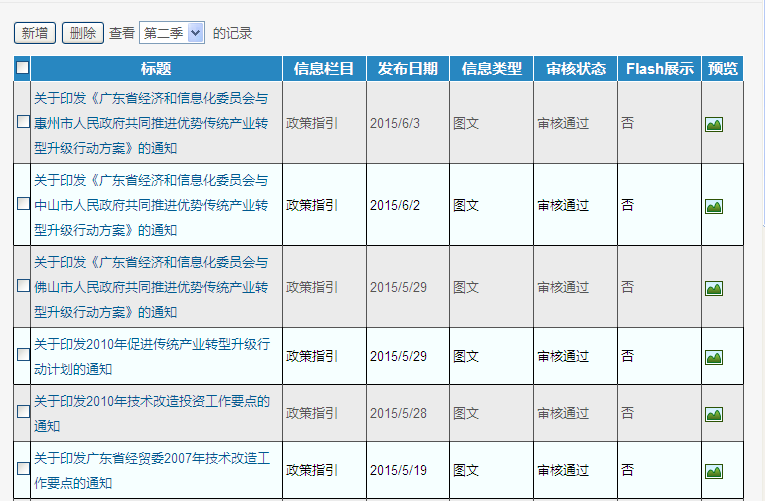 新增 删除 查看 第二季 的记录
标题 信息栏目 发布日期 信息类型 审核状态 Flash展示 预览
关于印发《广东省经济和信息化委员会与
惠州市人民政府共同推进优势传统产业转 政策指引 2015/6/3 图文 审核通过 否
型升级行动方案》的通知
关于印发《广东省经济和信息化委员会与
中山市人民政府共同推进优势传统产业转 政策指引 2015/6/2 图文 审核通过 否
型升级行动方案》的通知
关于印发《广东省经济和信息化委员会与
佛山市人民政府共同推进优势传统产业转 政策指引 2015/5/29 图文 审核通过 否
型升级行动方案》的通知
关于印发2010年促进传统产业转型升级行
动计划的通知 政策指引 2015/5/29 图文 审核通过 否
关于印发2010年技术改造投资工作要点的
通知 政策指引 2015/5/28 图文 审核通过 否
关于印发广东省经贸委2007年技术改造工
作要点的通知 政策指引 2015/5/19 图文 审核通过 否